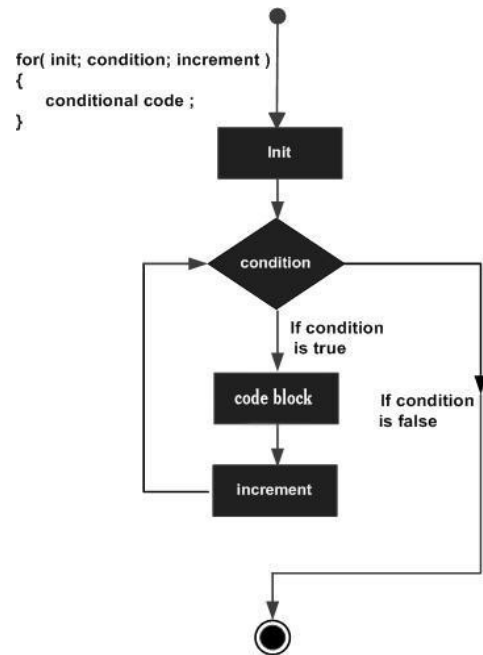 for( init; condition; increment )
{
conditional code ;
}
Init
condition
If condition
is true
code block
If condition
is false
increment